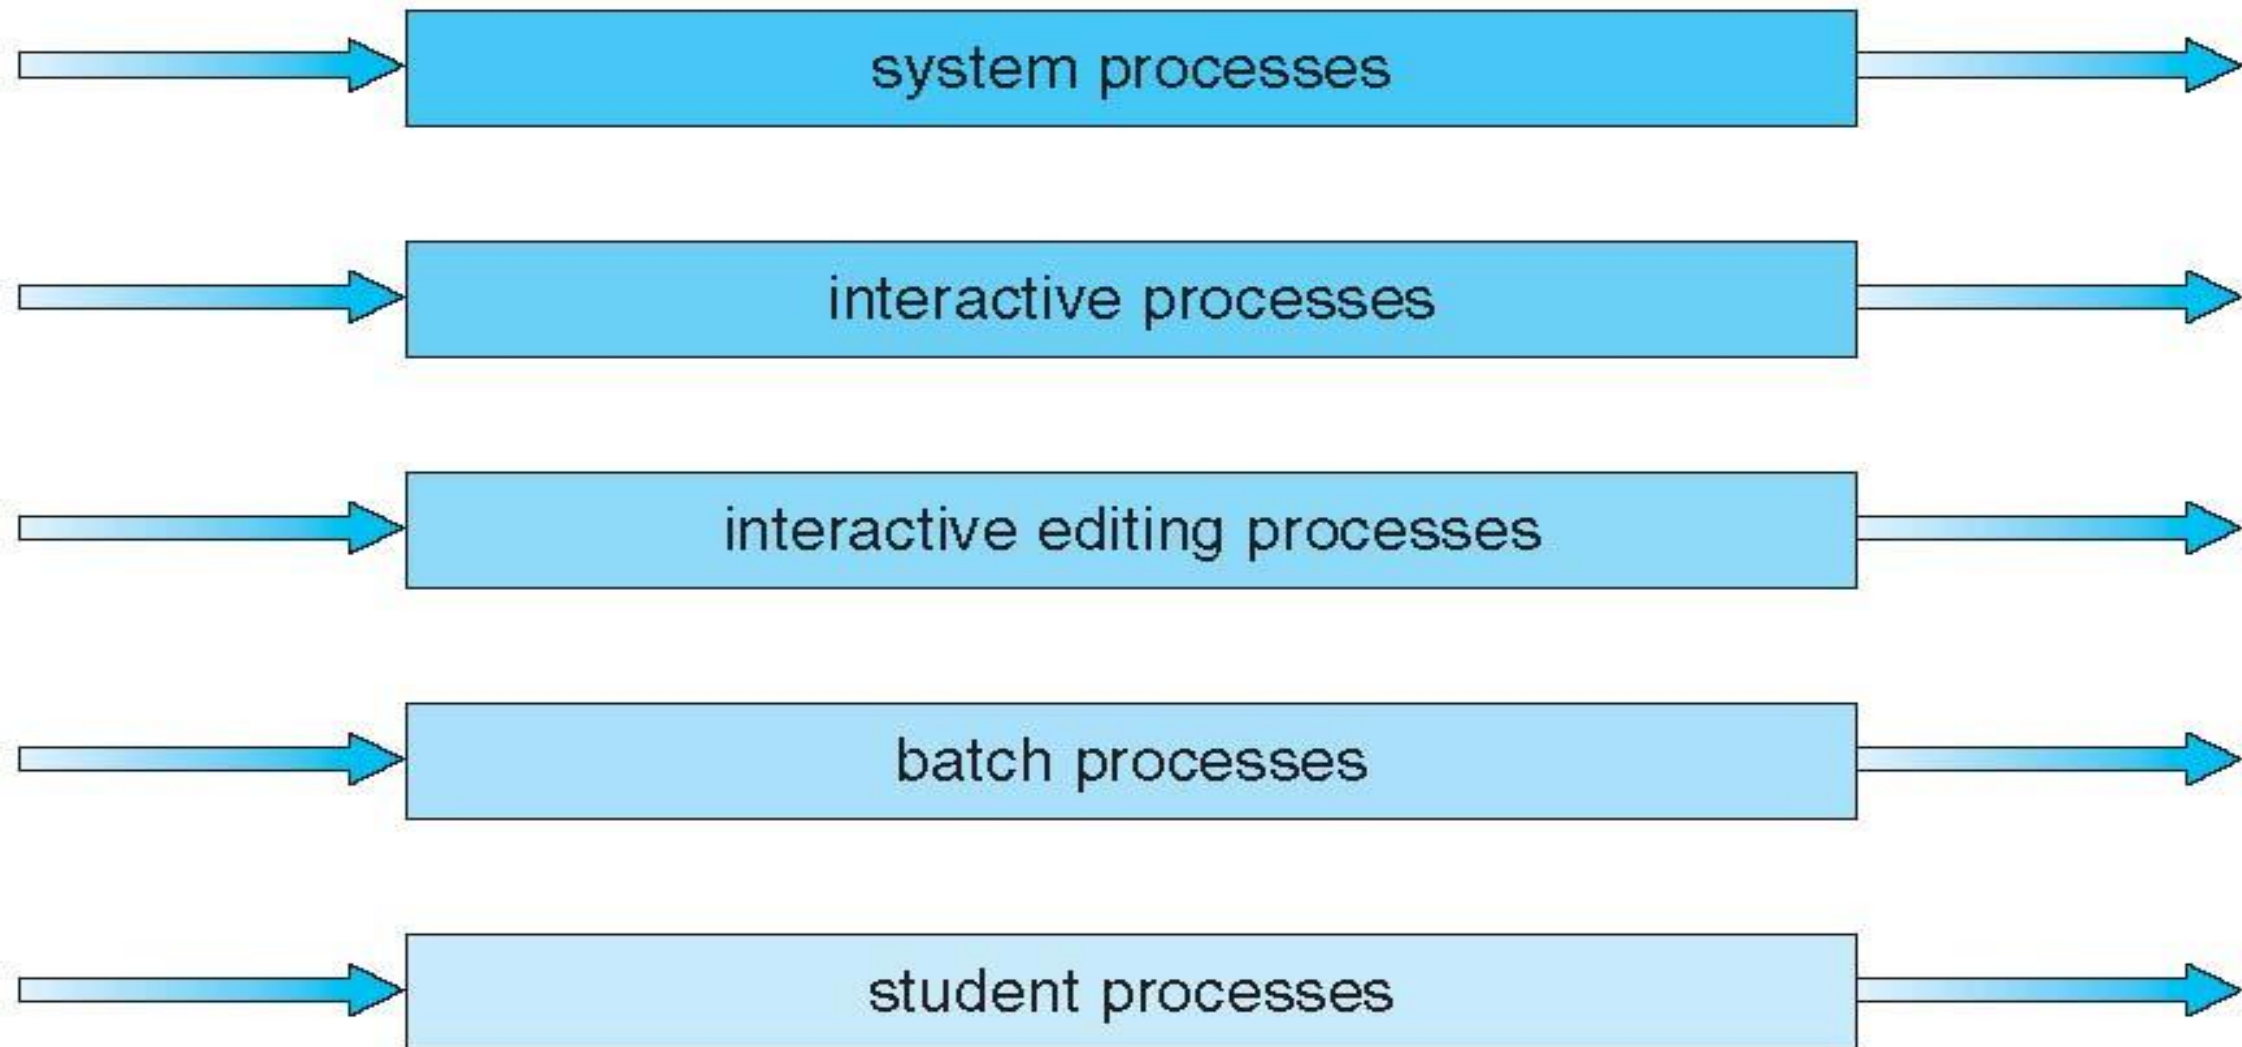 system processes
interactive processes
interactive editing processes
batch processes
student processes